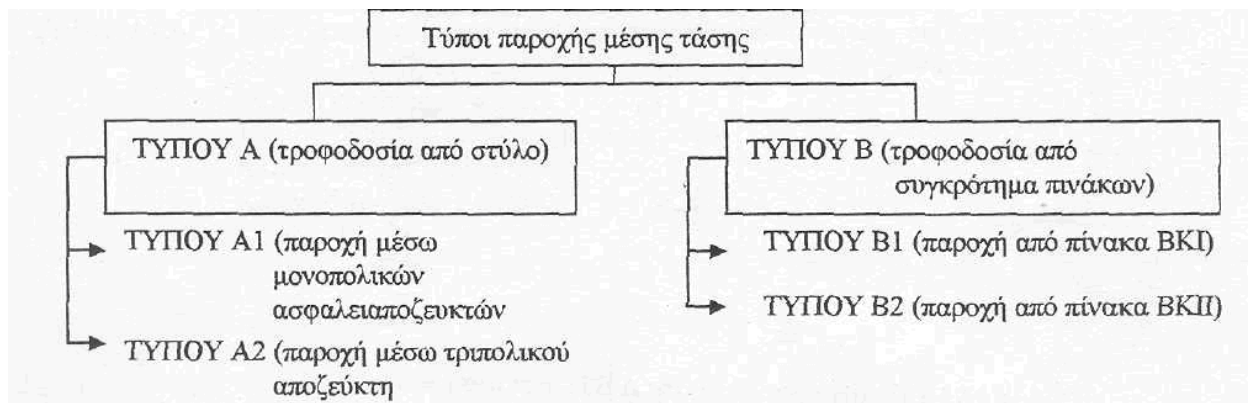 Τύποι παροχής μέσης τάσης
ΤΥΠΟΥ Α (τροφοδοσία από στύλο)
ΤΥΠΟΥ Α1 (παροχή μέσω
μονοπολικών
ασφαλειαποζευκτών
ΤΥΠΟΥ Α2 (παροχή μέσω τριπολικού
αποζεύκτη
ΤΥΠΟΥ Β (τροφοδοσία από
συγκρότημα πινάκων)
ΤΥΠΟΥ Β1 (παροχή από πίνακα ΒΚΙ)
ΤΥΠΟΥ Β2 (παροχή από πίνακα ΒΚΙΙ)